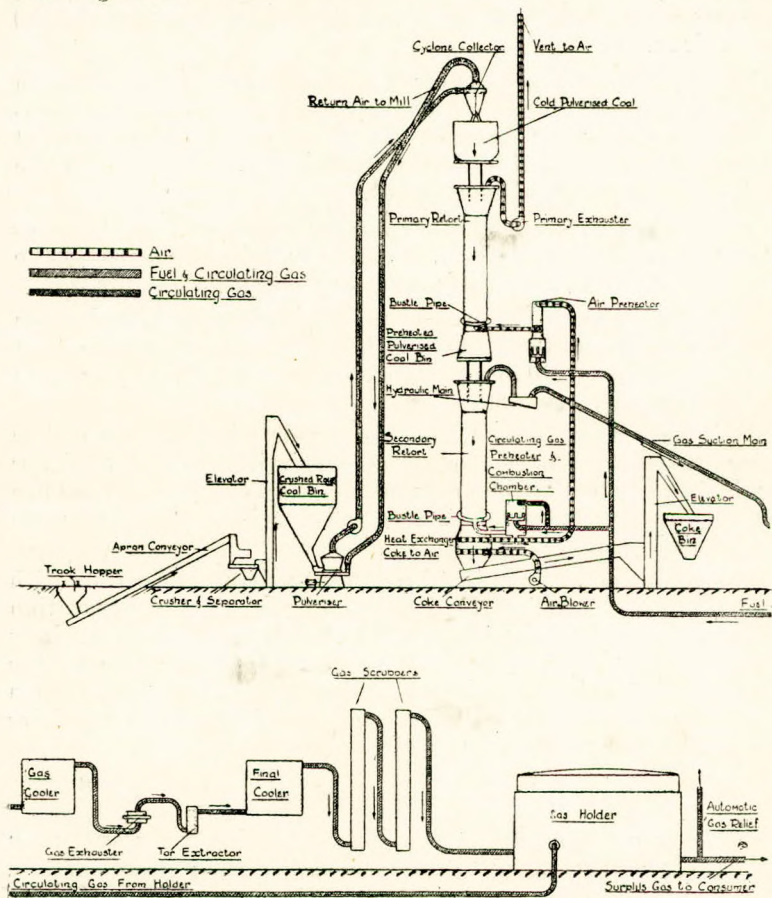 Cyclone Collector
Vent to Air
Return Air to Mill
Cold Pulverised Coal
Primary Retort
Primary Exhauster
Air
Fuel & Circulating Gas
Circulating Gas
Bustle Pipe
Air Preheator
Preheated
Pulverised
Coal Bin
Hydraulic Main
Secondary
Retort
Circulating Gas
Preheater &
Combustion
Chamber
Gas Suction Main
Elevator
Crushed Raw
Coal Bin
Elevator
Coke
Bin
Bustle Pipe
Apron Conveyor
Heat Exchanger
Coke to Air
Track Hopper
Crusher & Separator
Pulveriser
Coke Conveyor
Air Blower
Fuel
Gas Scrubbers
Gas
Cooler
Final
Cooler
Gas Holder
Automatic
Gas Relief
Gas Exhauster
Tar Extractor
Circulating Gas From Holder
Surplus Gas to Consumer